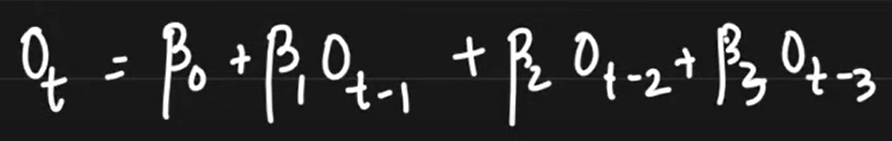 O_t = β_0 + β_1 O_{t-1} + β_2 O_{t-2} + β_3 O_{t-3}